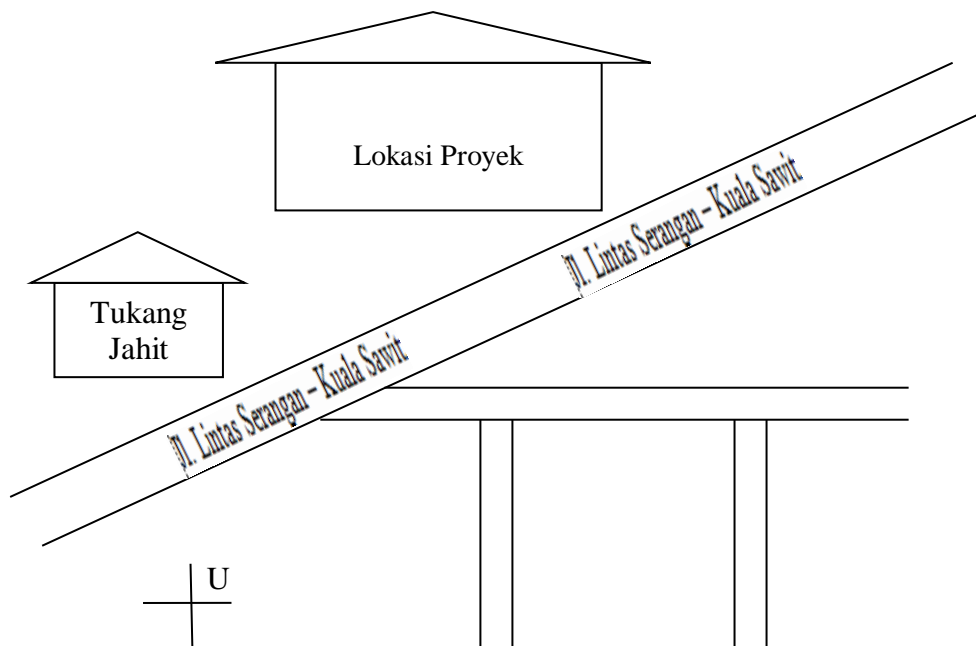 Lokasi Proyek
Jl. Lintas Serangan – Kuala Sawit
Tukang
Jahit
Jl. Lintas Serangan – Kuala Sawit
U